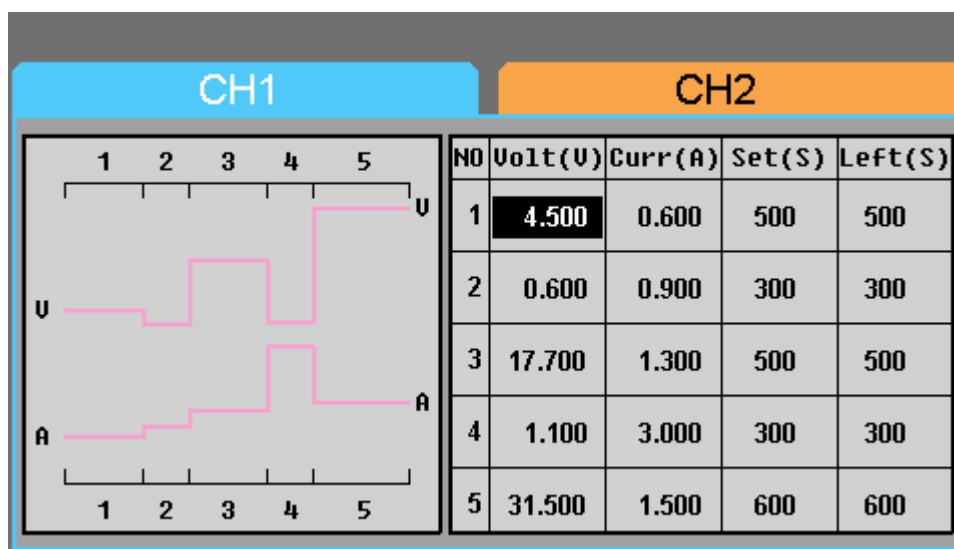 CH1 CH2
1 2 3 4 5
V
V
A
A
1 2 3 4 5
NO Volt(V) Curr(A) Set(S) Left(S)
1 4.500 0.600 500 500
2 0.600 0.900 300 300
3 17.700 1.300 500 500
4 1.100 3.000 300 300
5 31.500 1.500 600 600